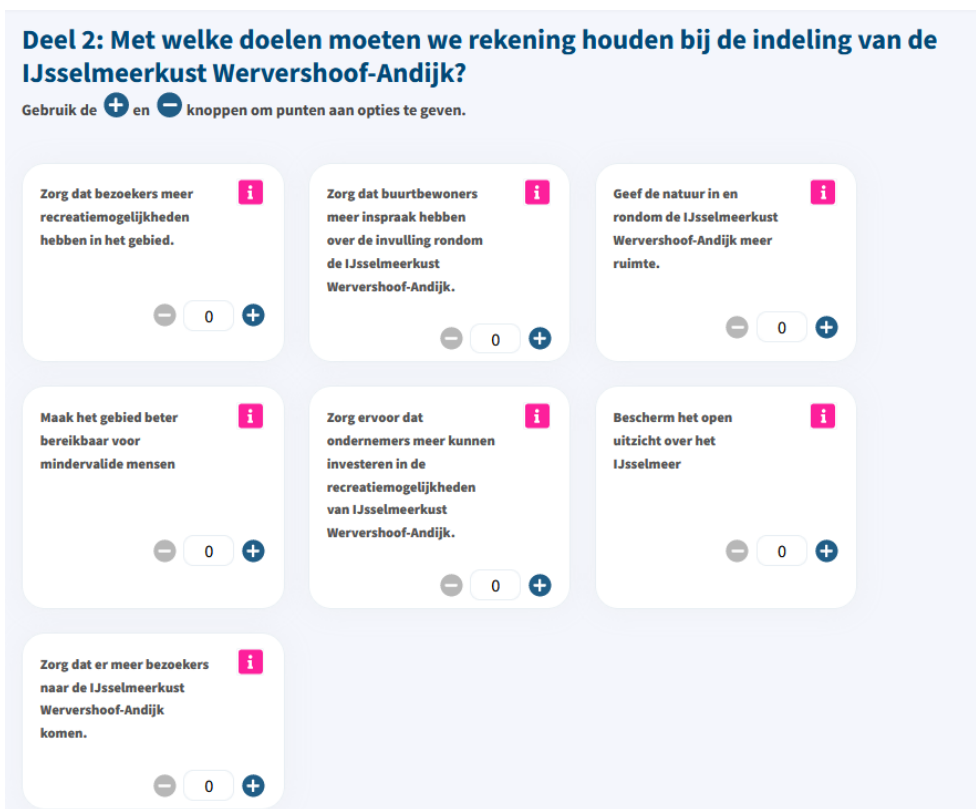 Deel 2: Met welke doelen moeten we rekening houden bij de indeling van de
IJsselmeerkust Wervershoof-Andijk?
Gebruik de + en − knoppen om punten aan opties te geven.
Zorg dat bezoekers meer
recreatiemogelijkheden
hebben in het gebied.
i
− 0 +
Zorg dat buurtbewoners
meer inspraak hebben
over de invulling rondom
de IJsselmeerkust
Wervershoof-Andijk.
i
− 0 +
Geef de natuur in en
rondom de IJsselmeerkust
Wervershoof-Andijk meer
ruimte.
i
− 0 +
Maak het gebied beter
bereikbaar voor
mindervalide mensen
i
− 0 +
Zorg ervoor dat
ondernemers meer kunnen
investeren in de
recreatiemogelijkheden
van IJsselmeerkust
Wervershoof-Andijk.
i
− 0 +
Bescherm het open
uitzicht over het
IJsselmeer
i
− 0 +
Zorg dat er meer bezoekers
naar de IJsselmeerkust
Wervershoof-Andijk
komen.
i
− 0 +